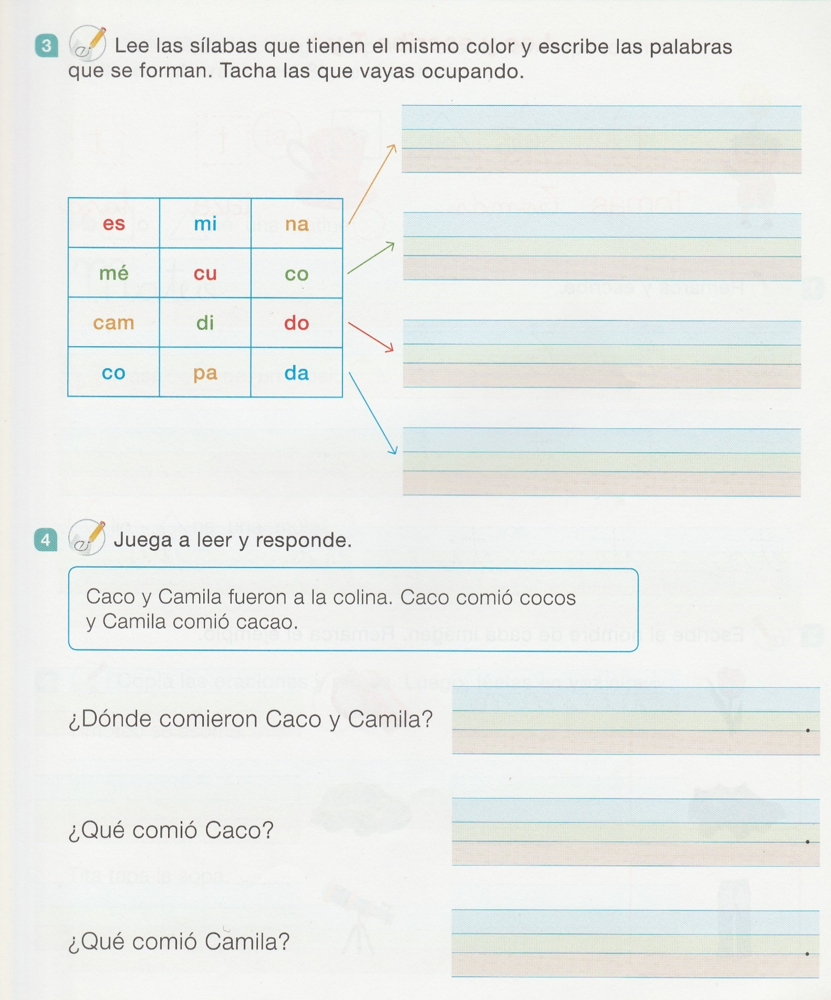 3 Lee las sílabas que tienen el mismo color y escribe las palabras
que se forman. Tacha las que vayas ocupando.
es mi na
mé cu co
cam di do
co pa da
4 Juega a leer y responde.
Caco y Camila fueron a la colina. Caco comió cocos
y Camila comió cacao.
¿Dónde comieron Caco y Camila? .
¿Qué comió Caco? .
¿Qué comió Camila? .